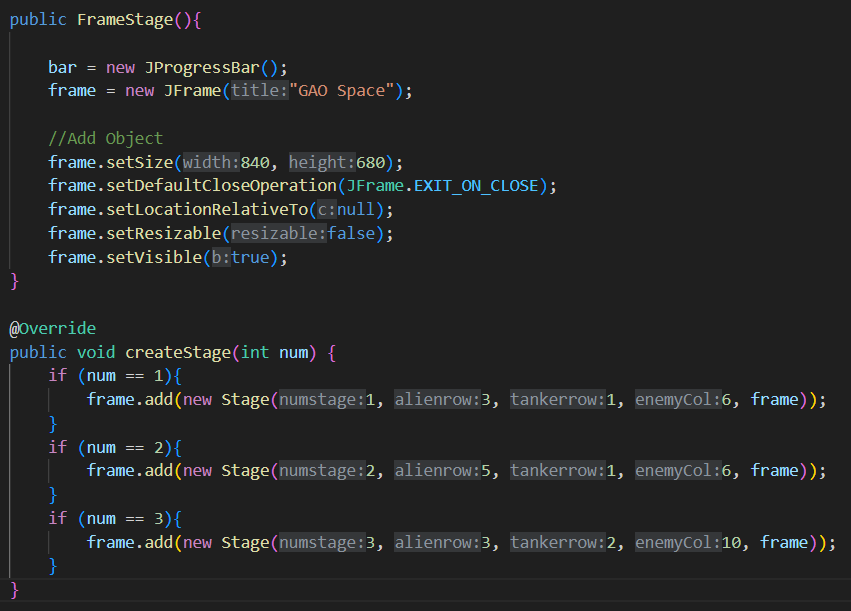 public FrameStage(){
bar = new JProgressBar();
frame = new JFrame(title:"GAO Space");
//Add Object
frame.setSize(width:840, height:680);
frame.setDefaultCloseOperation(JFrame.EXIT_ON_CLOSE);
frame.setLocationRelativeTo(c:null);
frame.setResizable(resizable:false);
frame.setVisible(b:true);
}
@Override
public void createStage(int num) {
if (num == 1){
frame.add(new Stage(numstage:1, alienrow:3, tankerrow:1, enemyCol:6, frame));
}
if (num == 2){
frame.add(new Stage(numstage:2, alienrow:5, tankerrow:1, enemyCol:6, frame));
}
if (num == 3){
frame.add(new Stage(numstage:3, alienrow:3, tankerrow:2, enemyCol:10, frame));
}
}